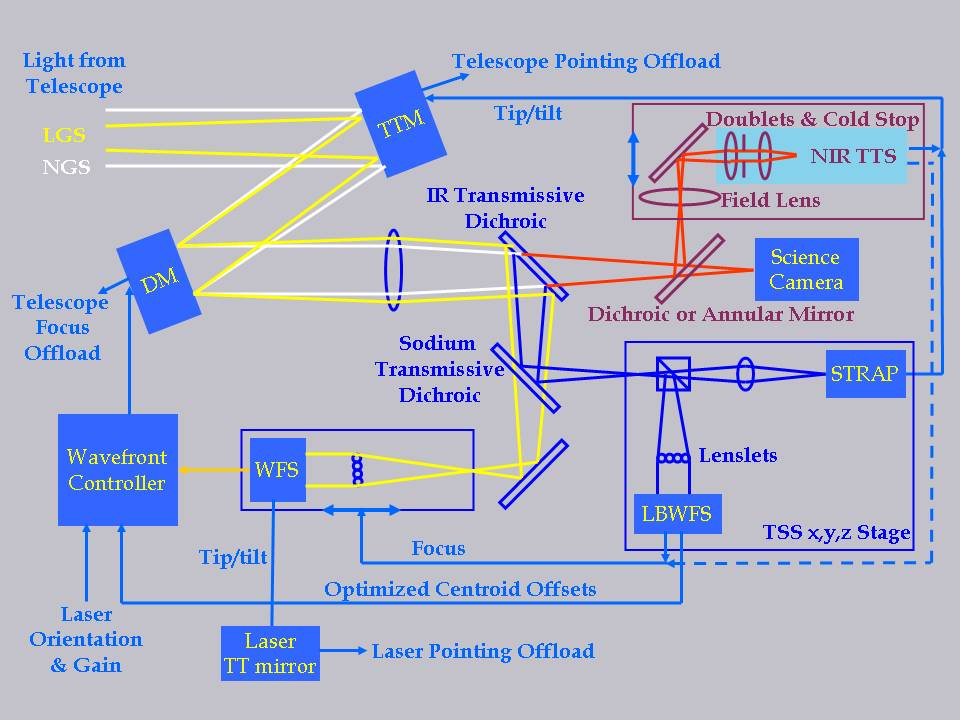 Light from
Telescope
Telescope Pointing Offload
TTM
Tip/tilt
LGS
NGS
Doublets & Cold Stop
NIR TTS
Field Lens
IR Transmissive
Dichroic
DM
Science
Camera
Telescope
Focus
Offload
Dichroic or Annular Mirror
Sodium
Transmissive
Dichroic
STRAP
Wavefront
Controller
WFS
Lenslets
LBWFS
TSS x,y,z Stage
Tip/tilt
Focus
Optimized Centroid Offsets
Laser
Orientation
& Gain
Laser
TT mirror
Laser Pointing Offload